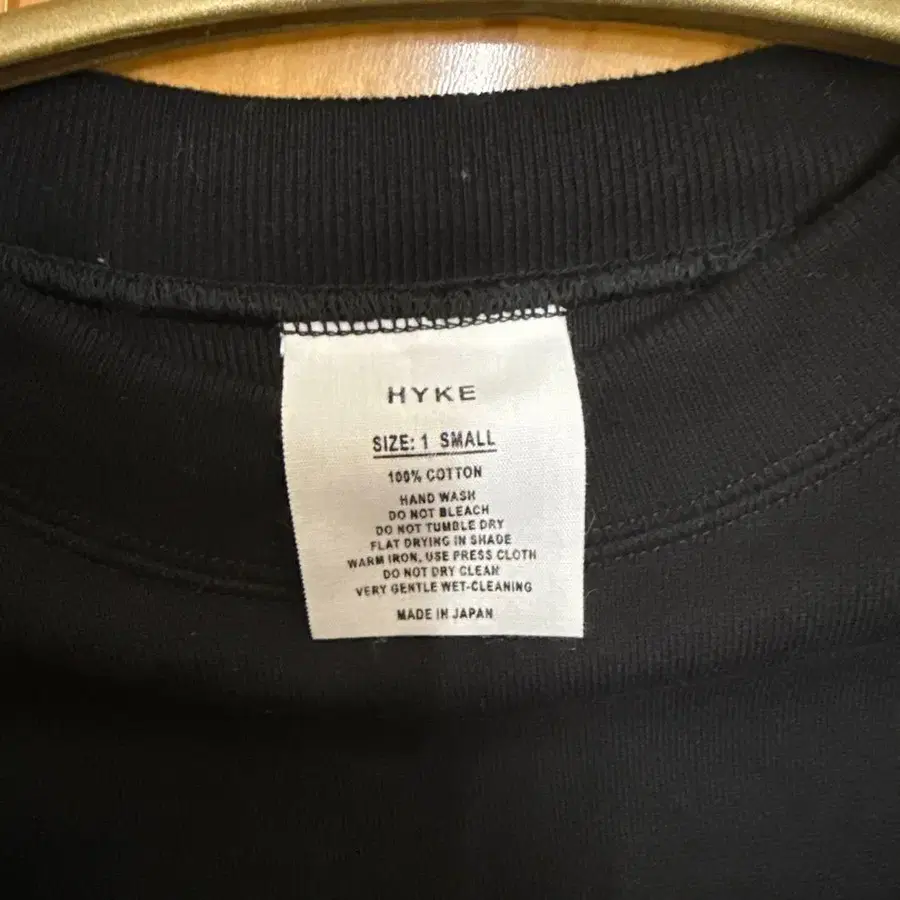 HYKE
SIZE: 1 SMALL
100% COTTON
HAND WASH
DO NOT BLEACH
DO NOT TUMBLE DRY
FLAT DRYING IN SHADE
WARM IRON, USE PRESS CLOTH
DO NOT DRY CLEAN
VERY GENTLE WET-CLEANING
MADE IN JAPAN